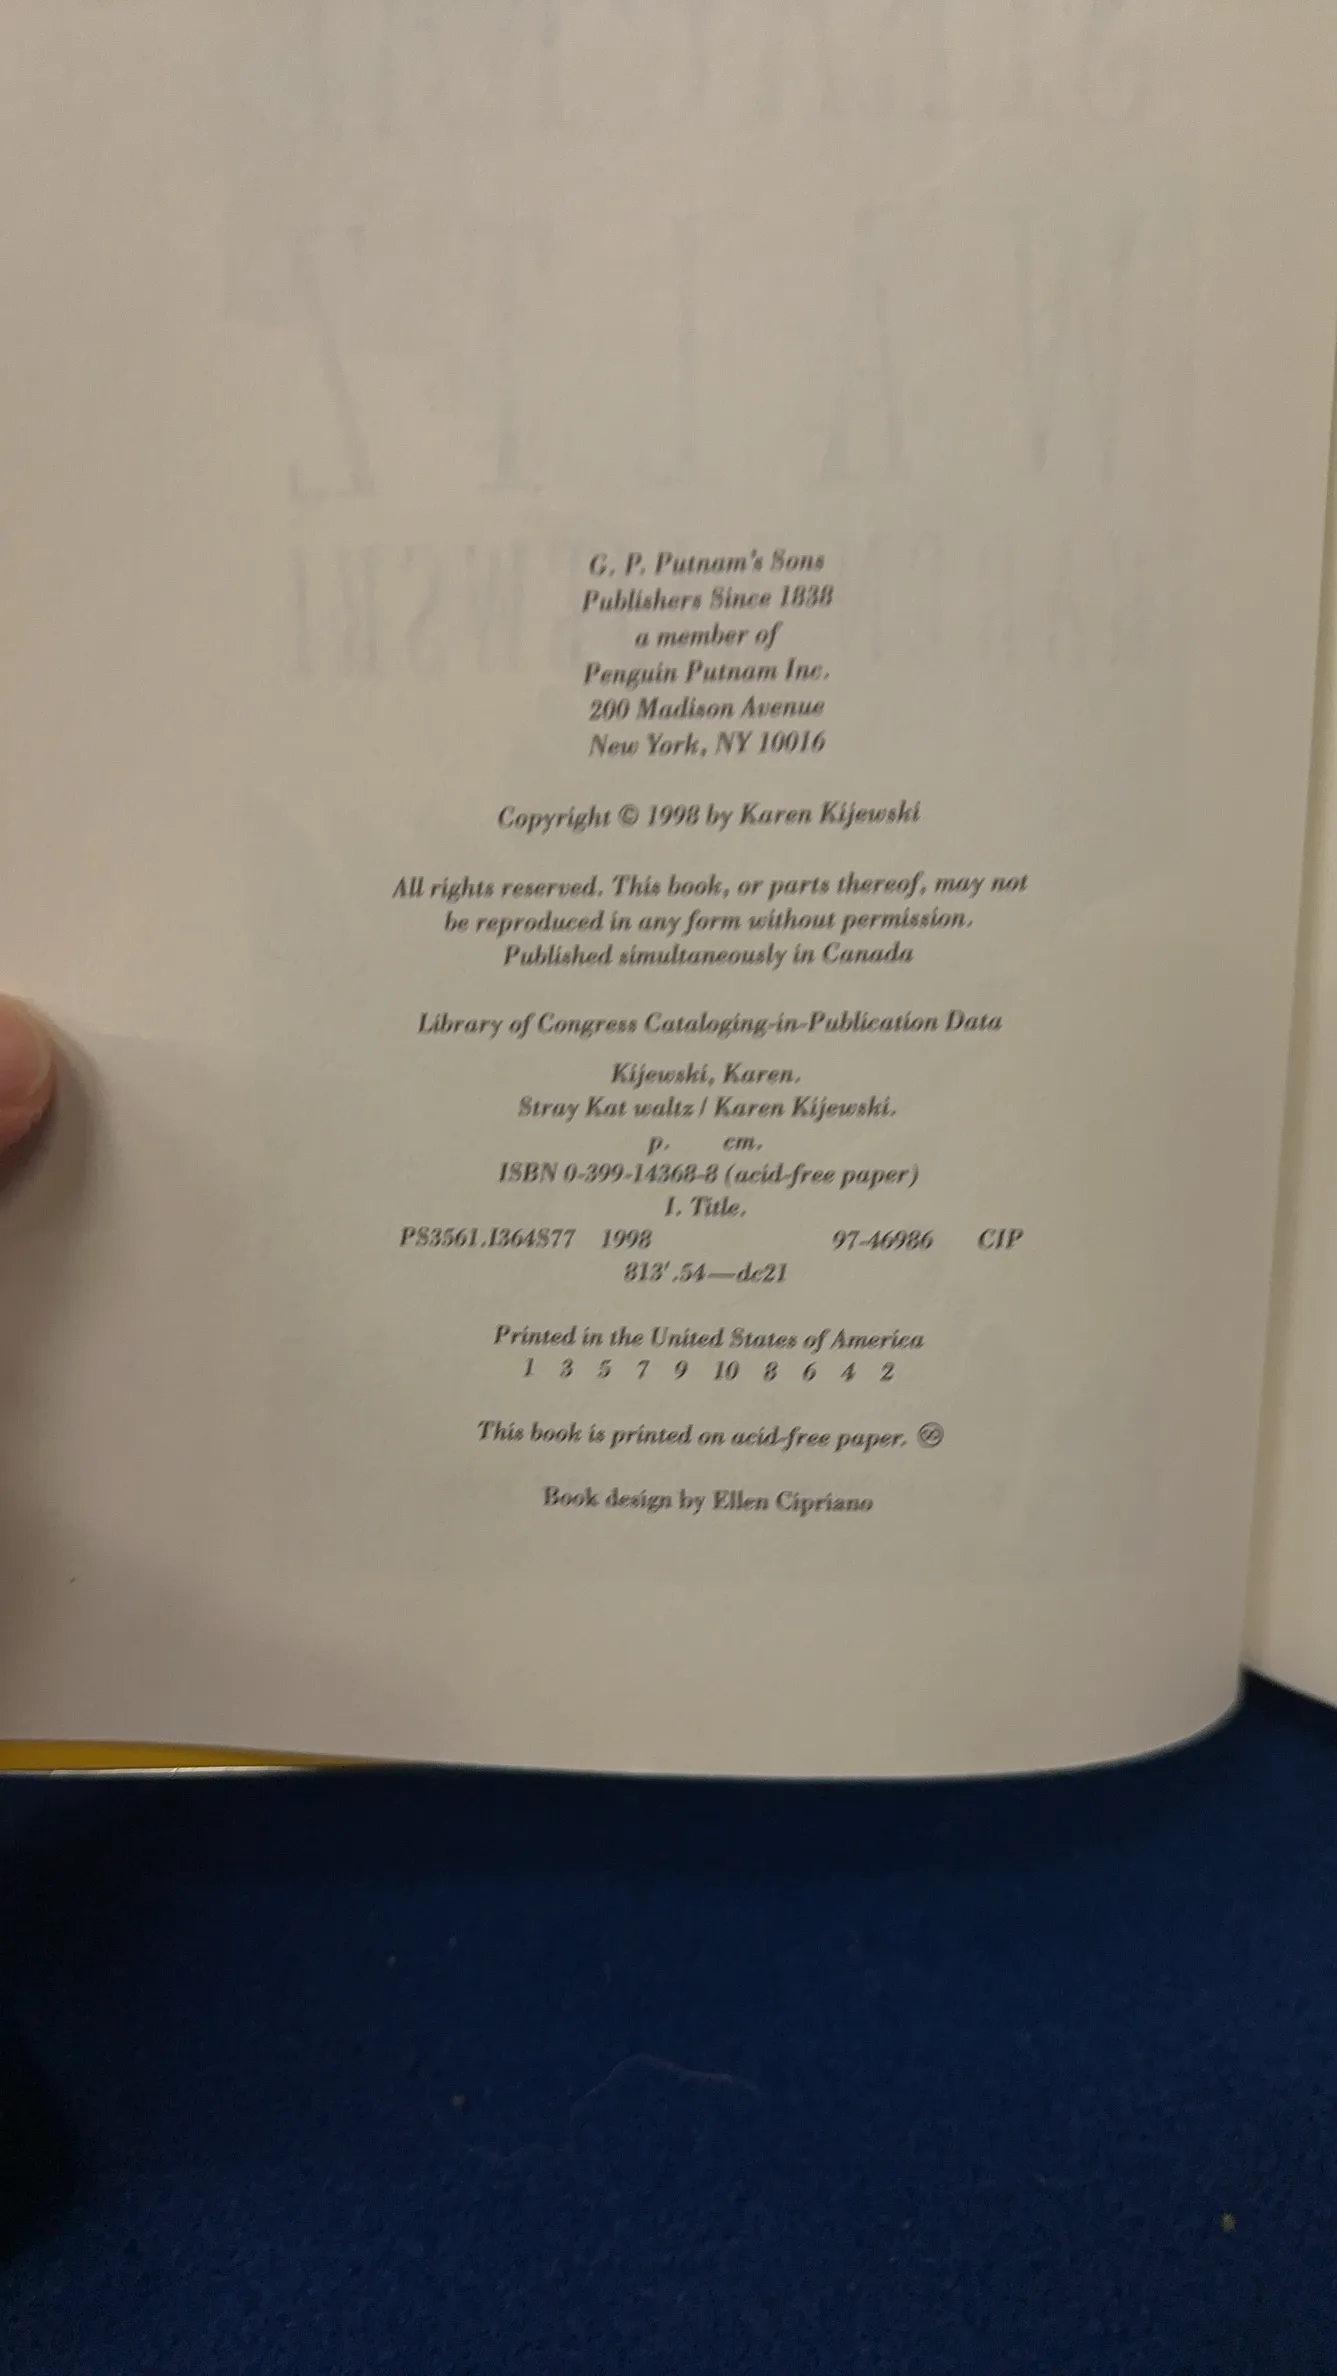 G. P. Putnam's Sons
Publishers Since 1838
a member of
Penguin Putnam Inc.
200 Madison Avenue
New York, NY 10016
Copyright © 1998 by Karen Kijewski
All rights reserved. This book, or parts thereof, may not
be reproduced in any form without permission.
Published simultaneously in Canada
Library of Congress Cataloging-in-Publication Data
Kijewski, Karen.
Stray Kat waltz / Karen Kijewski.
p. cm.
ISBN 0-399-14368-8 (acid-free paper)
I. Title.
PS3561.I364S77 1998 97-46986 CIP
813'.54—dc21
Printed in the United States of America
1 3 5 7 9 10 8 6 4 2
This book is printed on acid-free paper. ♾
Book design by Ellen Cipriano